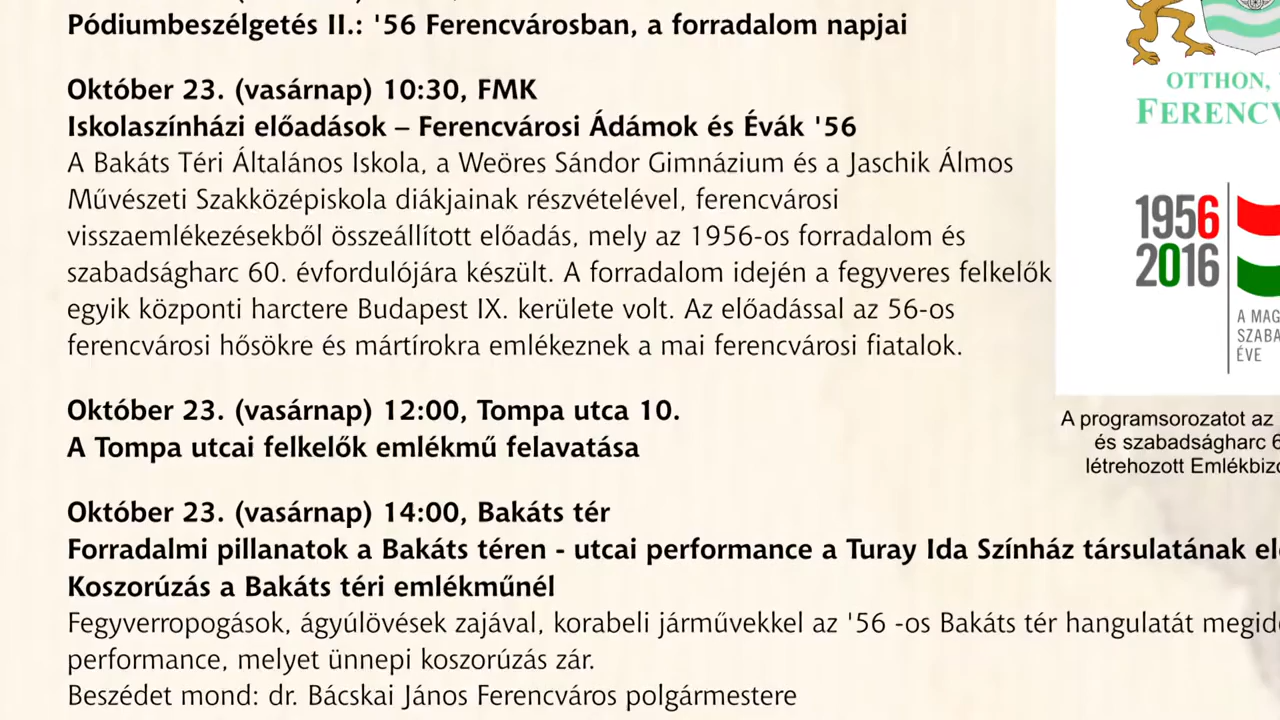 Pódiumbeszélgetés II.: '56 Ferencvárosban, a forradalom napjai
Október 23. (vasárnap) 10:30, FMK
Iskolaszínházi előadások – Ferencvárosi Ádámok és Évák '56
A Bakáts Téri Általános Iskola, a Weöres Sándor Gimnázium és a Jaschik Álmos
Művészeti Szakközépiskola diákjainak részvételével, ferencvárosi
visszaemlékezésekből összeállított előadás, mely az 1956-os forradalom és
szabadságharc 60. évfordulójára készült. A forradalom idején a fegyveres felkelők
egyik központi harctere Budapest IX. kerülete volt. Az előadással az 56-os
ferencvárosi hősökre és mártírokra emlékeznek a mai ferencvárosi fiatalok.
Október 23. (vasárnap) 12:00, Tompa utca 10.
A Tompa utcai felkelők emlékmű felavatása
Október 23. (vasárnap) 14:00, Bakáts tér
Forradalmi pillanatok a Bakáts téren - utcai performance a Turay Ida Színház társulatának
Koszorúzás a Bakáts téri emlékműnél
Fegyverropogások, ágyúlövések zajával, korabeli járművekkel az '56 -os Bakáts tér hangulatát
performance, melyet ünnepi koszorúzás zár.
Beszédet mond: dr. Bácskai János Ferencváros polgármestere
OTTHON,
1956
2016
A
ÉVE
A programsorozatot az
és szabadságharc
létrehozott